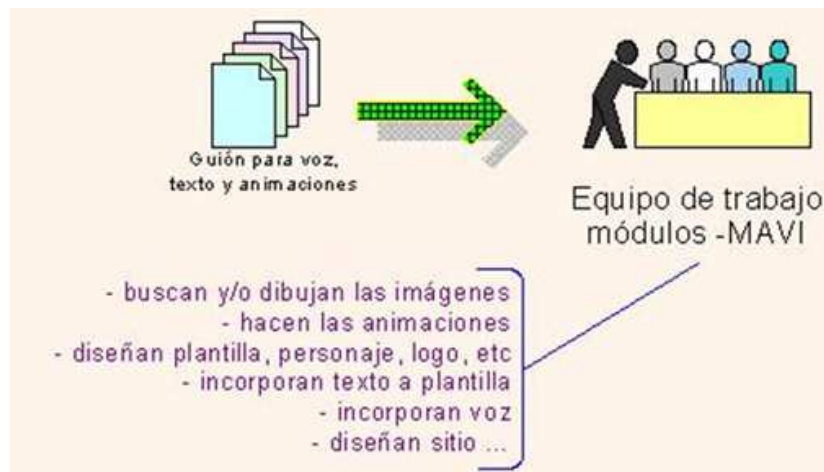 Guión para voz,
texto y animaciones
Equipo de trabajo
módulos -MAVI
- buscan y/o dibujan las imágenes
- hacen las animaciones
- diseñan plantilla, personaje, logo, etc
- incorporan texto a plantilla
- incorporan voz
- diseñan sitio ...